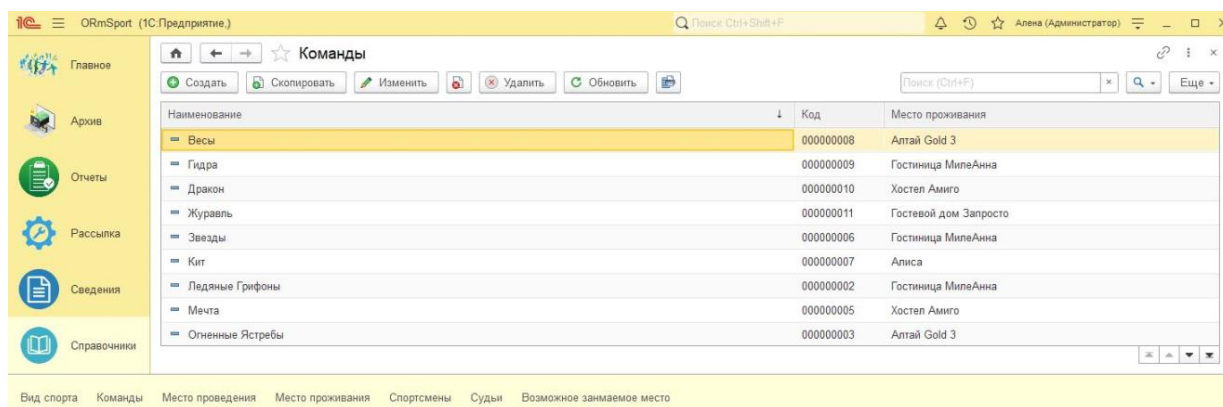 1С ORmSport (1С:Предприятие,) Поиск Ctrl+Shift+F Алена (Администратор)
Главное
Архив
Отчеты
Рассылка
Сведения
Справочники
Команды
Создать Скопировать Изменить Удалить Обновить Поиск (Ctrl+F) Еще
Наименование Код Место проживания
Весы 000000008 Алтай Gold 3
Гидра 000000009 Гостиница МилеАнна
Дракон 000000010 Хостел Амиго
Журавль 000000011 Гостевой дом Запросто
Звезды 000000006 Гостиница МилеАнна
Кит 000000007 Алиса
Ледяные Грифоны 000000002 Гостиница МилеАнна
Мечта 000000005 Хостел Амиго
Огненные Ястребы 000000003 Алтай Gold 3
Вид спорта Команды Место проведения Место проживания Спортсмены Судьи Возможное занмаемое место